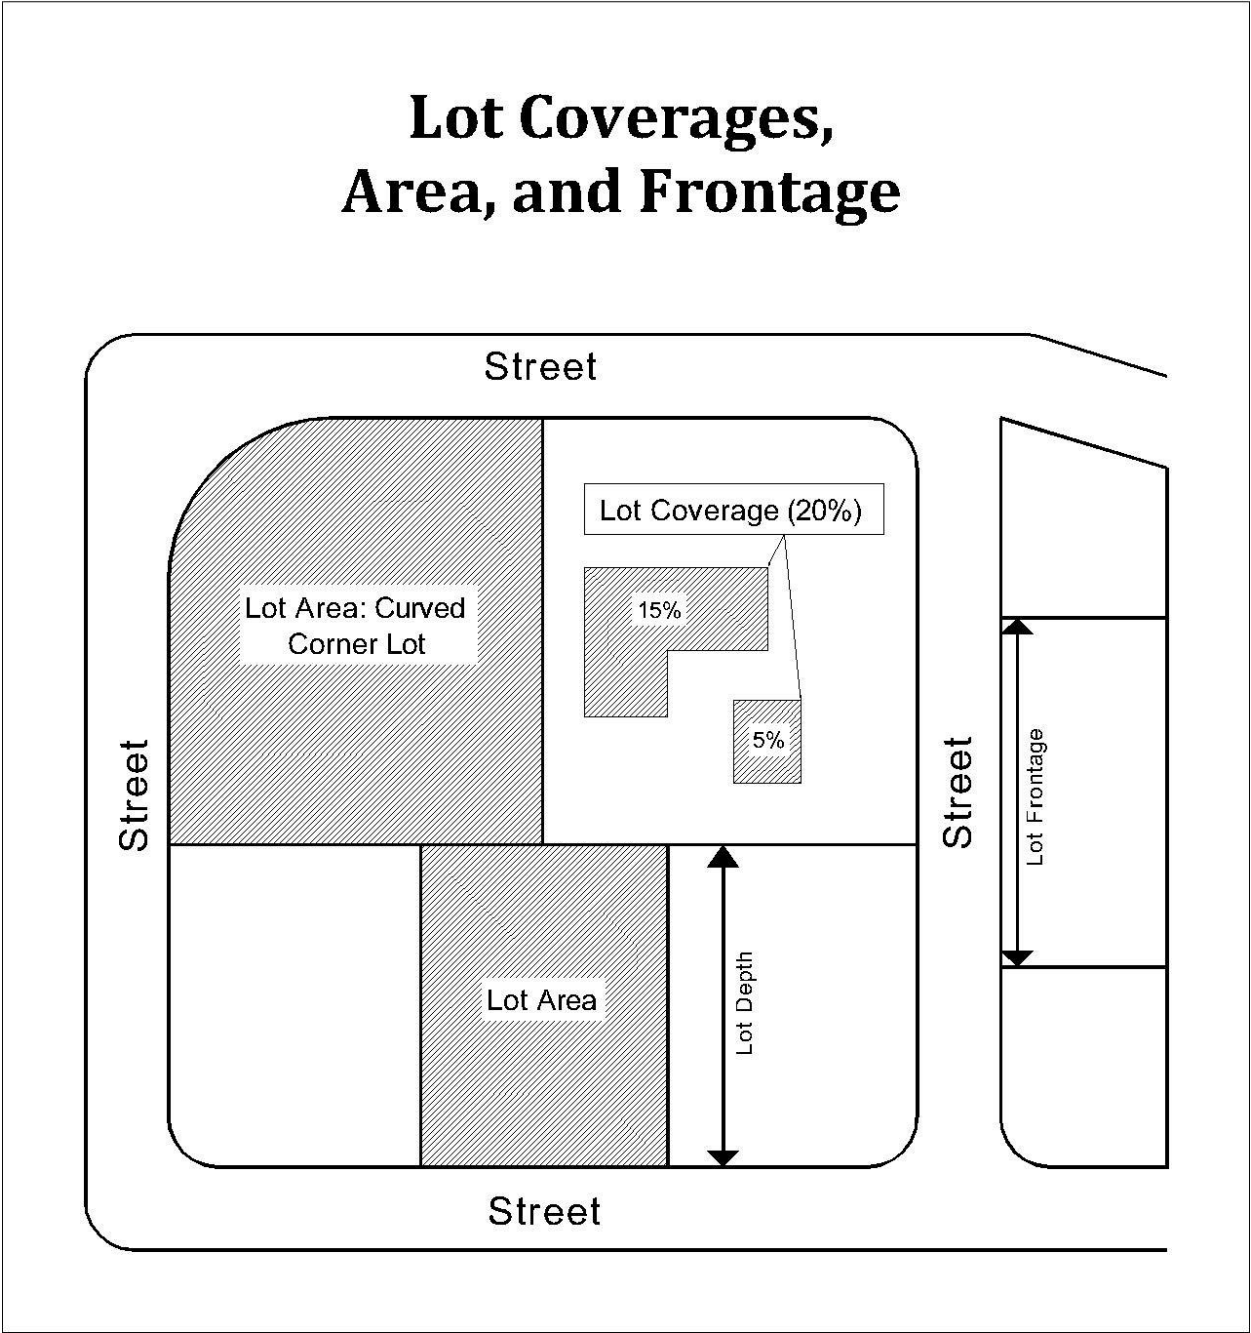 Lot Coverages,
Area, and Frontage
Street
Lot Coverage (20%)
15%
Lot Area: Curved
Corner Lot
5%
Street
Street
Lot Frontage
Lot Area
Lot Depth
Street